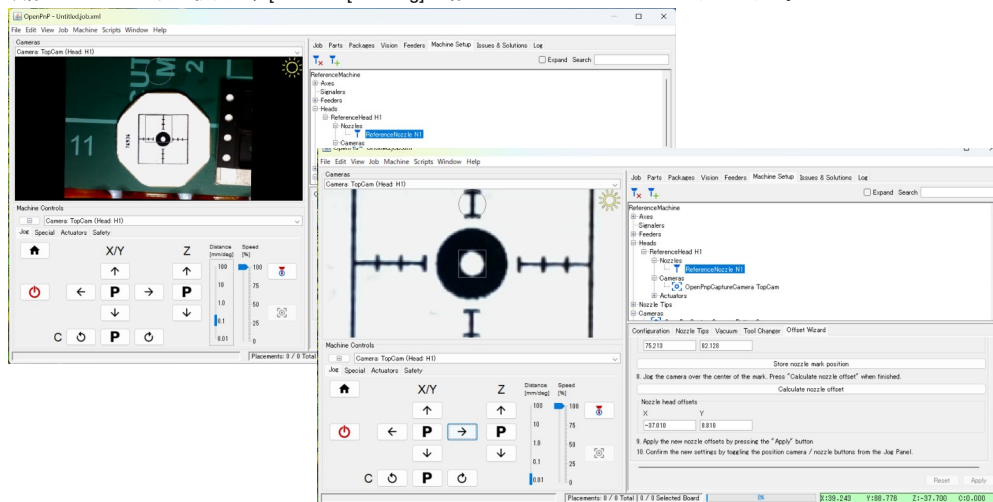 OpenPnP - Untitled.job.xml
File Edit View Job Machine Scripts Window Help
Cameras
Camera: TopCam (Head: H1)
11
Machine Controls
Camera: TopCam (Head: H1)
Jog Special Actuators Safety
X/Y
Z
Distance
[mm/deg]
Speed
[%]
100
10
1.0
0.1
0.01
100
75
50
25
0
P
P
C
P
Placements: 0 / 0 Total
Job Parts Packages Vision Feeders Machine Setup Issues & Solutions Log
Expand Search
ReferenceMachine
Axes
Signalers
Feeders
Heads
ReferenceHead H1
Nozzles
ReferenceNozzle N1
Cameras
File Edit View Job Machine Scripts Window Help
Cameras
Camera: TopCam (Head: H1)
Machine Controls
Camera: TopCam (Head: H1)
Jog Special Actuators Safety
X/Y
Z
Distance
[mm/deg]
Speed
[%]
100
10
1.0
0.1
0.01
100
75
50
25
0
P
P
C
P
Job Parts Packages Vision Feeders Machine Setup Issues & Solutions Log
Expand Search
ReferenceMachine
Axes
Signalers
Feeders
Heads
ReferenceHead H1
Nozzles
ReferenceNozzle N1
Cameras
OpenPnpCaptureCamera TopCam
Actuators
Nozzle Tips
Cameras
Configuration Nozzle Tips Vacuum Tool Changer Offset Wizard
75.213 82.128
Store nozzle mark position
8. Jog the camera over the center of the mark. Press "Calculate nozzle offset" when finished.
Calculate nozzle offset
Nozzle head offsets
X Y
-37.010 8.810
9. Apply the new nozzle offsets by pressing the "Apply" button
10. Confirm the new settings by toggling the position camera / nozzle buttons from the Jog Panel.
Reset Apply
Placements: 0 / 0 Total | 0 / 0 Selected Board 0% X:39.243 Y:88.778 Z:-37.700 C:0.000